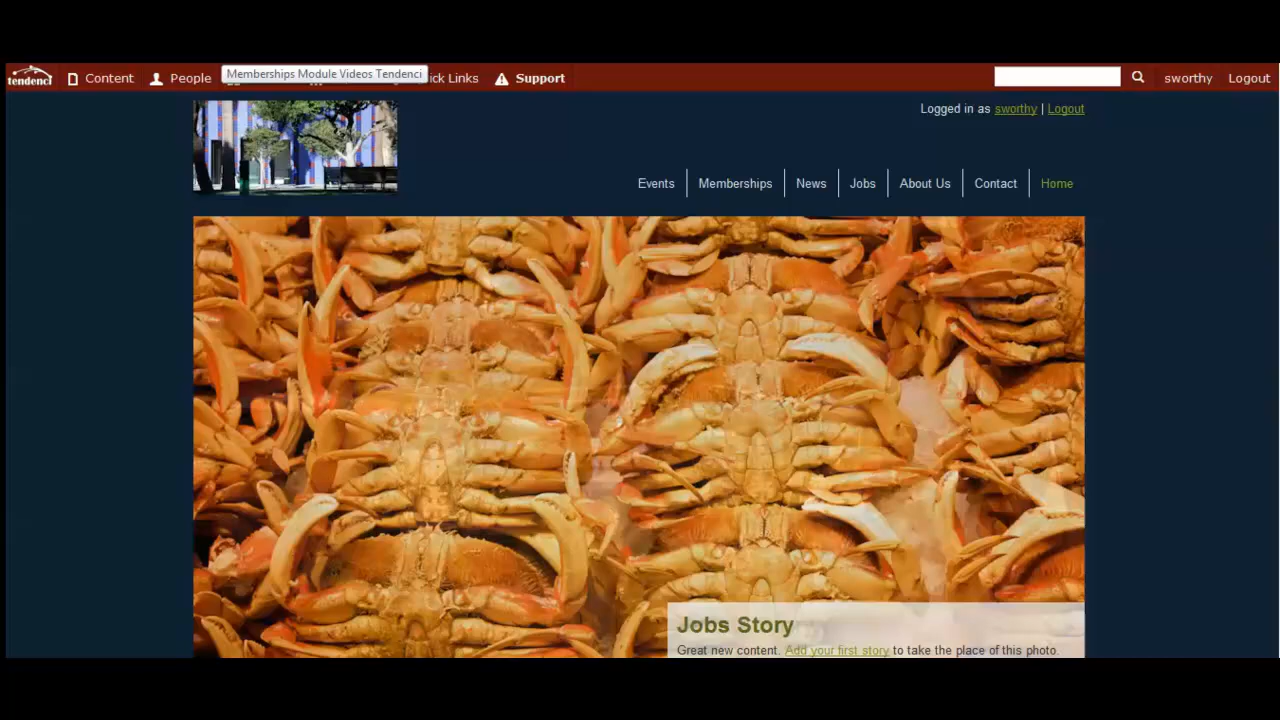 tendenci Content People Memberships Module Videos Tendenci ick Links Support sworthy Logout
Logged in as sworthy | Logout
Events Memberships News Jobs About Us Contact Home
Jobs Story
Great new content. Add your first story to take the place of this photo.